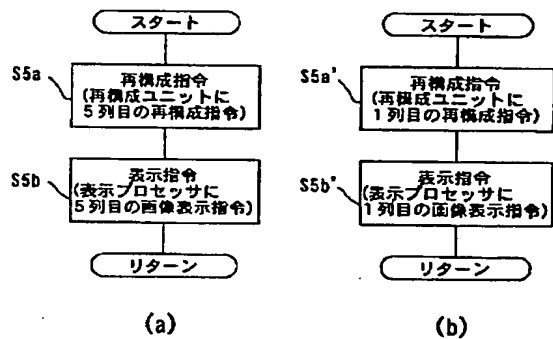 スタート
S5a
再構成指令
(再構成ユニットに
5列目の再構成指令)
S5b
表示指令
(表示プロセッサに
5列目の画像表示指令)
リターン
(a)
スタート
S5a'
再構成指令
(再構成ユニットに
1列目の再構成指令)
S5b'
表示指令
(表示プロセッサに
1列目の画像表示指令)
リターン
(b)